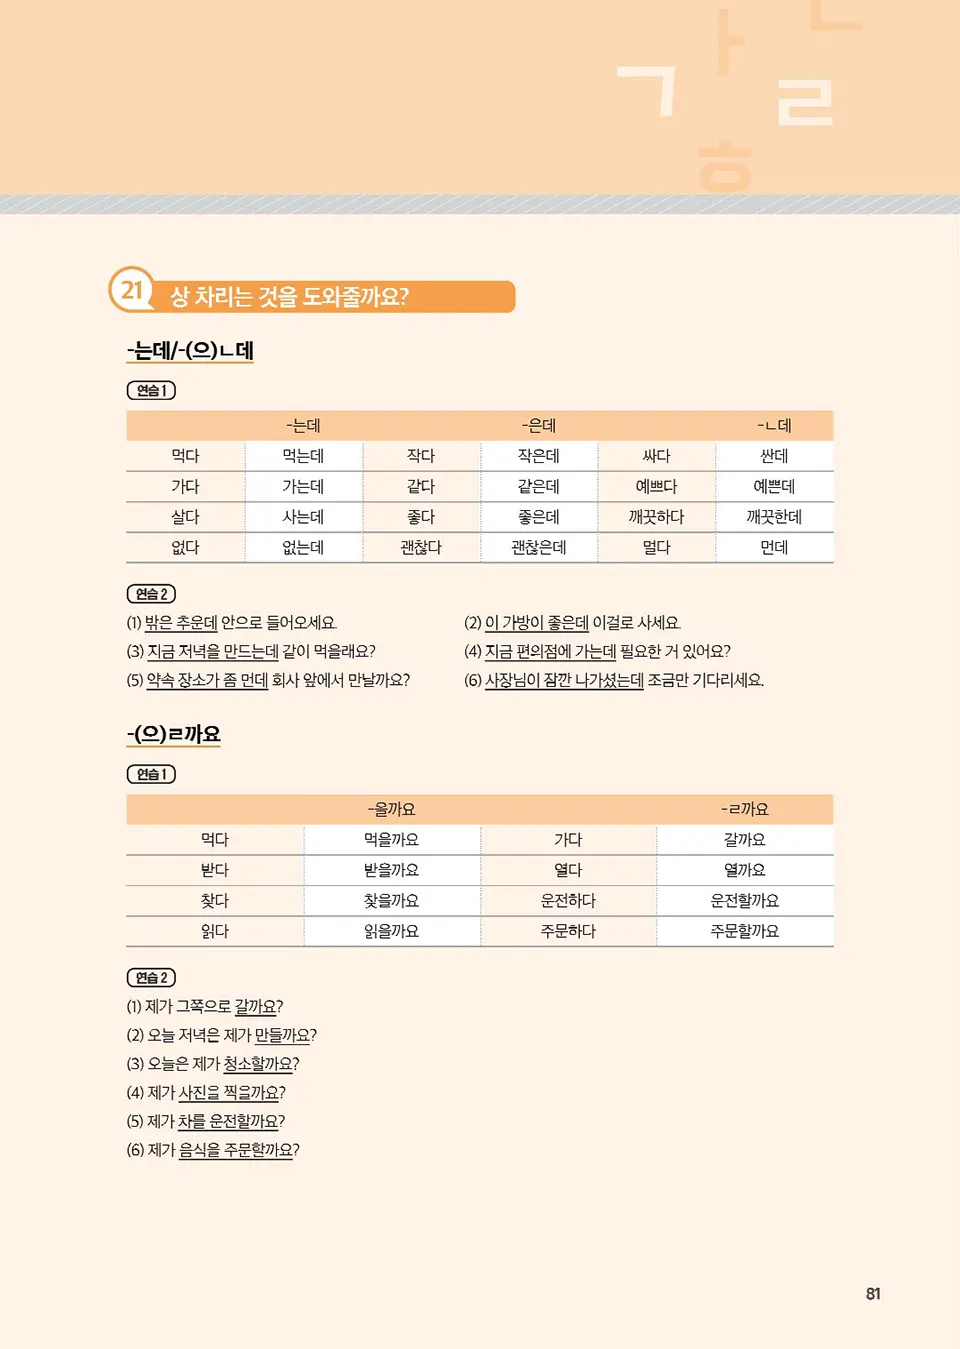 21 상 차리는 것을 도와줄까요?
-는데/-(으)ㄴ데
연습 1
-는데 -은데 -ㄴ데
먹다 먹는데 작다 작은데 싸다 싼데
가다 가는데 같다 같은데 예쁘다 예쁜데
살다 사는데 좋다 좋은데 깨끗하다 깨끗한데
없다 없는데 괜찮다 괜찮은데 멀다 먼데
연습 2
(1) 밖은 추운데 안으로 들어오세요. (2) 이 가방이 좋은데 이걸로 사세요.
(3) 지금 저녁을 만드는데 같이 먹을래요? (4) 지금 편의점에 가는데 필요한 거 있어요?
(5) 약속 장소가 좀 먼데 회사 앞에서 만날까요? (6) 사장님이 잠깐 나가셨는데 조금만 기다리세요.
-(으)ㄹ까요
연습 1
-을까요 -ㄹ까요
먹다 먹을까요 가다 갈까요
받다 받을까요 열다 열까요
찾다 찾을까요 운전하다 운전할까요
읽다 읽을까요 주문하다 주문할까요
연습 2
(1) 제가 그쪽으로 갈까요?
(2) 오늘 저녁은 제가 만들까요?
(3) 오늘은 제가 청소할까요?
(4) 제가 사진을 찍을까요?
(5) 제가 차를 운전할까요?
(6) 제가 음식을 주문할까요?
81